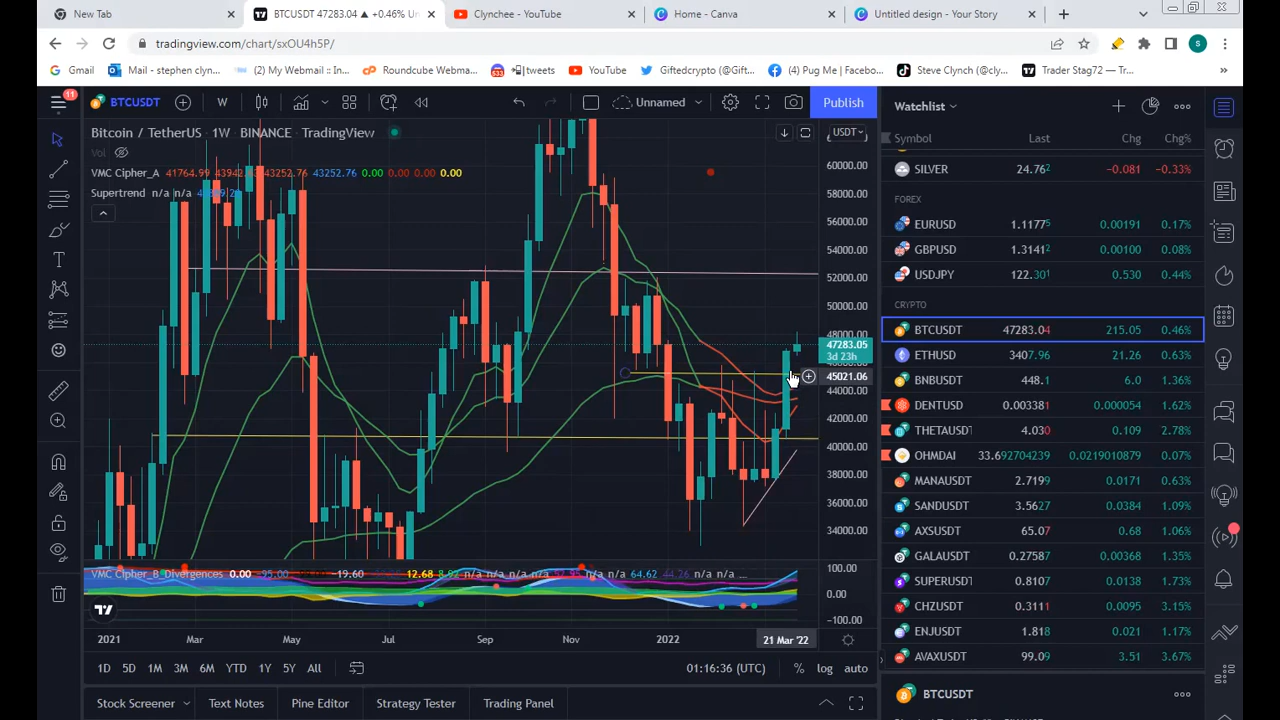 New Tab
BTCUSDT 47283.04 ▲ +0.46% Un
Clynchee - YouTube
Home - Canva
Untitled design - Your Story
tradingview.com/chart/sxOU4h5P/
S
Gmail
Mail - stephen clyn...
(2) My Webmail :: In...
Roundcube Webma...
533 tweets
YouTube
Giftedcrypto (@Gift...
(4) Pug Me | Facebo...
Steve Clynch (@cly...
Trader Stag72 — Tra...
11
BTCUSDT
W
Unnamed
Publish
Watchlist
Bitcoin / TetherUS · 1W · BINANCE · TradingView
USDT
Symbol Last Chg Chg%
Vol
VMC Cipher_A 43252.76 43252.76 0.00 0.00 0.00 0.00
Supertrend n/a n/a
60000.00
58000.00
56000.00
54000.00
52000.00
50000.00
48000.00
47283.05
3d 23h
45021.06
44000.00
42000.00
40000.00
38000.00
36000.00
34000.00
SILVER 24.762 -0.081 -0.33%
FOREX
EURUSD 1.11775 0.00191 0.17%
GBPUSD 1.31412 0.00100 0.08%
USDJPY 122.301 0.530 0.44%
CRYPTO
BTCUSDT 47283.04 215.05 0.46%
ETHUSD 3407.96 21.26 0.63%
BNBUSDT 448.1 6.0 1.36%
DENTUSD 0.003381 0.000054 1.62%
THETAUSDT 4.030 0.109 2.78%
OHMDAI 33.692704239 0.0219010879 0.07%
MANAUSDT 2.7199 0.0171 0.63%
SANDUSDT 3.5627 0.0384 1.09%
AXSUSDT 65.07 0.68 1.06%
GALAUSDT 0.27587 0.00368 1.35%
SUPERUSDT 0.8107 0.0138 1.73%
CHZUSDT 0.3111 0.0095 3.15%
ENJUSDT 1.818 0.021 1.17%
AVAXUSDT 99.09 3.51 3.67%
VMC Cipher_B_Divergences 0.00 -19.60 12.68 n/a n/a n/a n/a n/a n/a 64.62 44.26 n/a n/a ...
100.00
0.00
-100.00
2021 Mar May Jul Sep Nov 2022 21 Mar '22
1D 5D 1M 3M 6M YTD 1Y 5Y All
01:16:36 (UTC) % log auto
Stock Screener Text Notes Pine Editor Strategy Tester Trading Panel
BTCUSDT